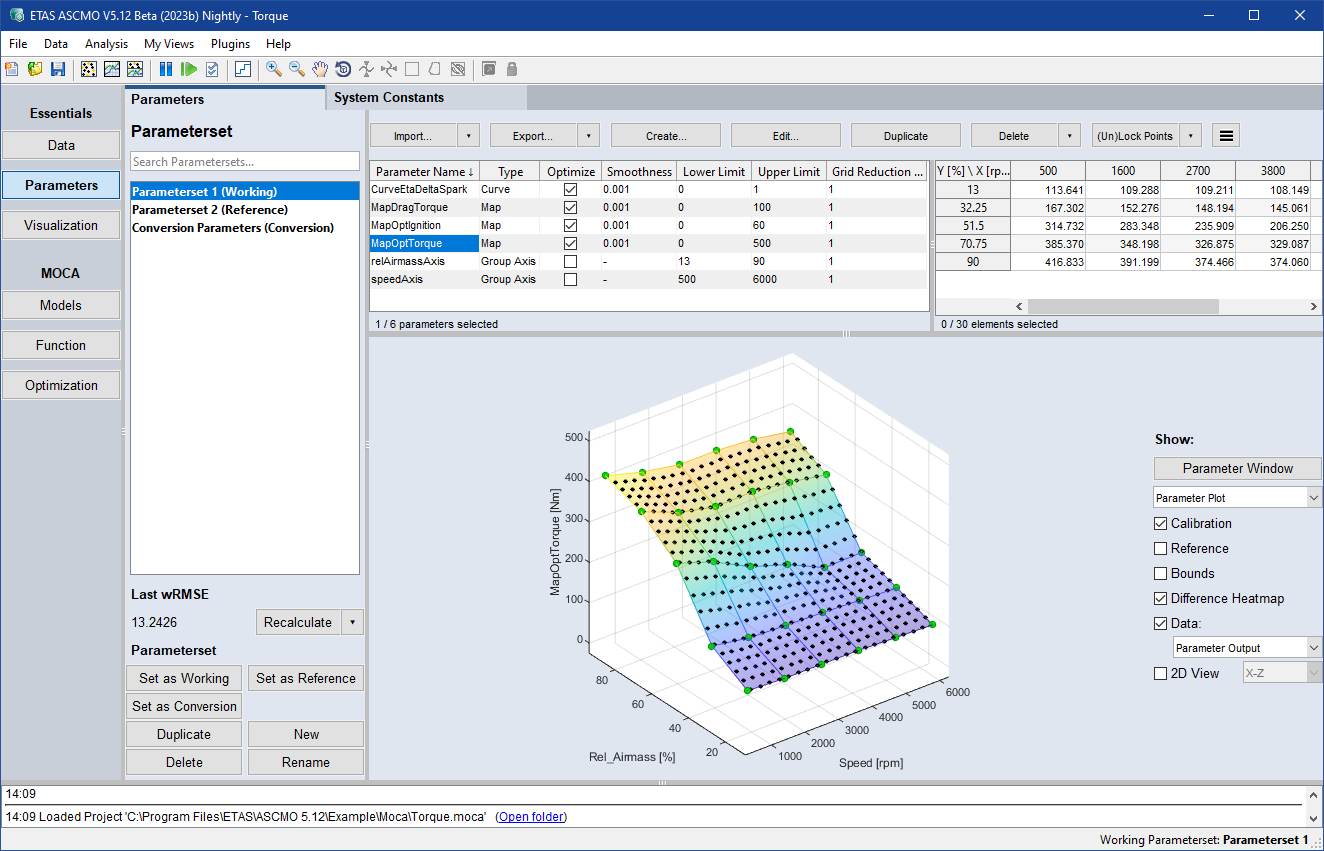 ETAS ASCMO V5.12 Beta (2023b) Nightly - Torque
File Data Analysis My Views Plugins Help
Essentials
Data
Parameters
Visualization
MOCA
Models
Function
Optimization
Parameters
System Constants
Parameterset
Search Parametersets...
Parameterset 1 (Working)
Parameterset 2 (Reference)
Conversion Parameters (Conversion)
Last wRMSE
13.2426
Recalculate
Parameterset
Set as Working Set as Reference
Set as Conversion
Duplicate New
Delete Rename
Import... Export... Create... Edit... Duplicate Delete (Un)Lock Points
Parameter Name ↓ Type Optimize Smoothness Lower Limit Upper Limit Grid Reduction ...
CurveEtaDeltaSpark Curve 0.001 0 1 1
MapDragTorque Map 0.001 0 100 1
MapOptIgnition Map 0.001 0 60 1
MapOptTorque Map 0.001 0 500 1
relAirmassAxis Group Axis - 13 90 1
speedAxis Group Axis - 500 6000 1
1 / 6 parameters selected
Y [%] \ X [rp... 500 1600 2700 3800
13 113.641 109.288 109.211 108.149
32.25 167.302 152.276 148.194 145.061
51.5 314.732 283.348 235.909 206.250
70.75 385.370 348.198 326.875 329.087
90 416.833 391.199 374.466 374.060
0 / 30 elements selected
MapOptTorque [Nm]
500
400
300
200
100
0
80
60
40
20
Rel_Airmass [%]
1000
2000
3000
4000
5000
6000
Speed [rpm]
Show:
Parameter Window
Parameter Plot
Calibration
Reference
Bounds
Difference Heatmap
Data:
Parameter Output
2D View X-Z
14:09
14:09 Loaded Project 'C:\Program Files\ETAS\ASCMO 5.12\Example\Moca\Torque.moca' (Open folder)
Working Parameterset: Parameterset 1